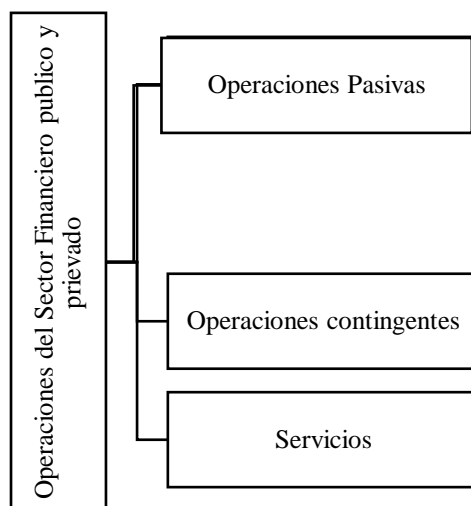 Operaciones del Sector Financiero publico y
prievado
Operaciones Pasivas
Operaciones contingentes
Servicios